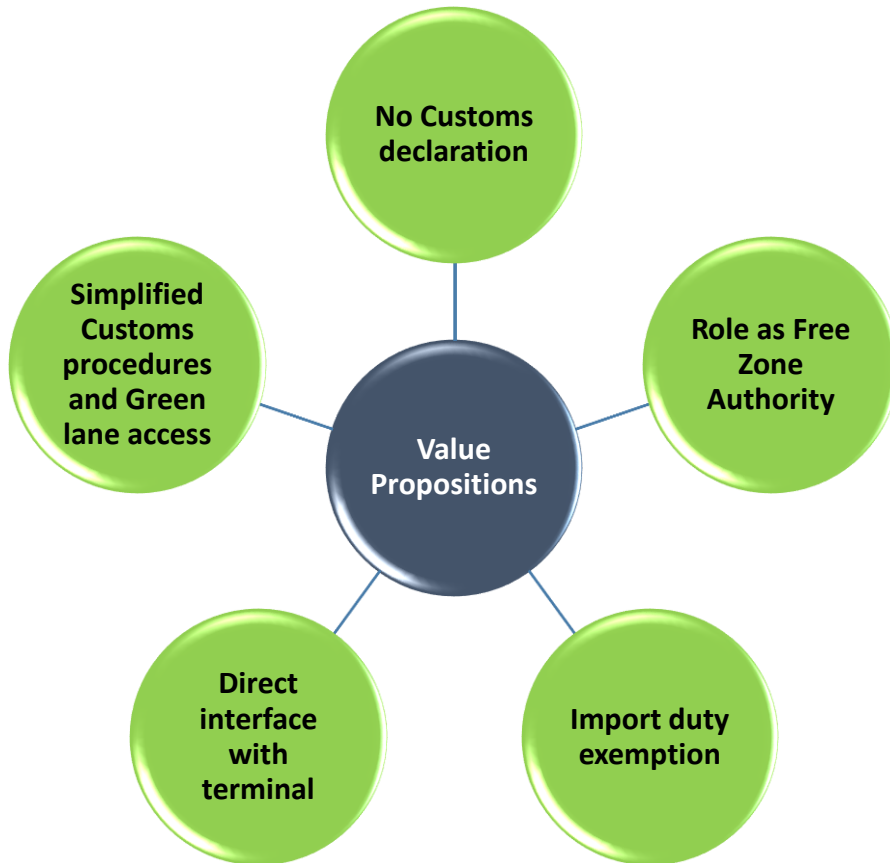 No Customs
declaration
Simplified
Customs
procedures
and Green
lane access
Role as Free
Zone
Authority
Value
Propositions
Direct
interface
with
terminal
Import duty
exemption